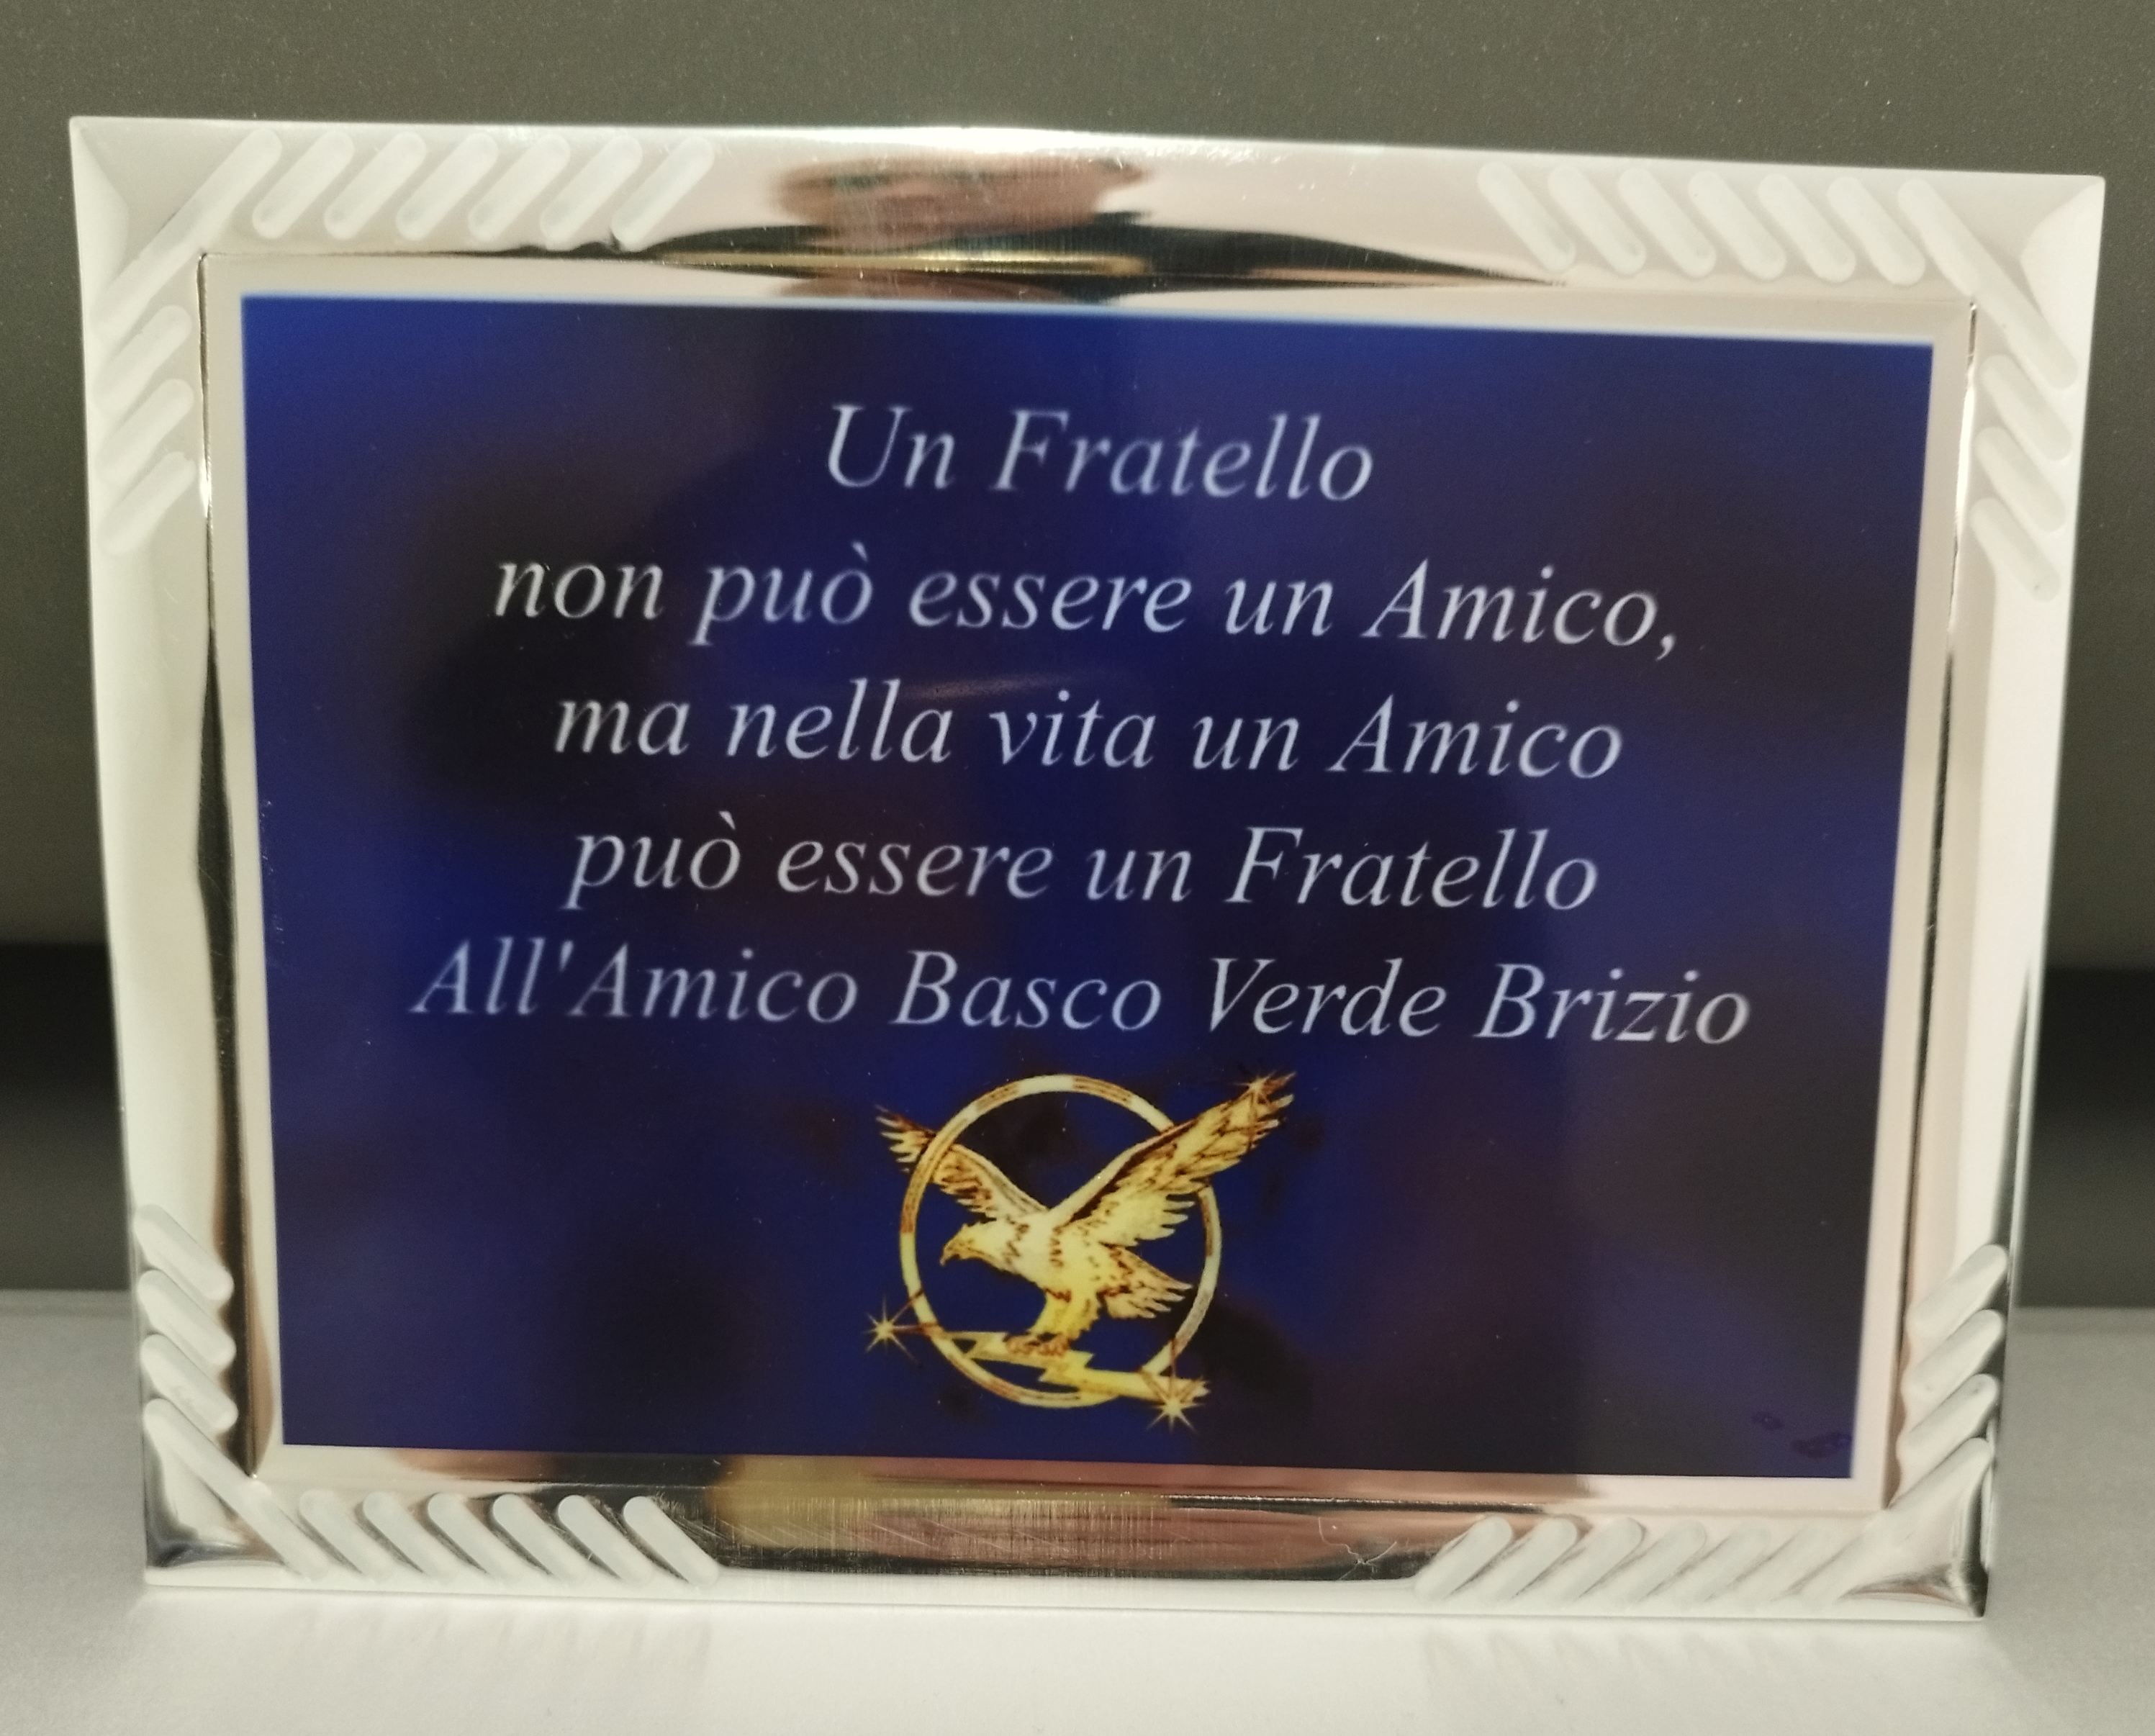 Un Fratello
non può essere un Amico,
ma nella vita un Amico
può essere un Fratello
All'Amico Basco Verde Brizio